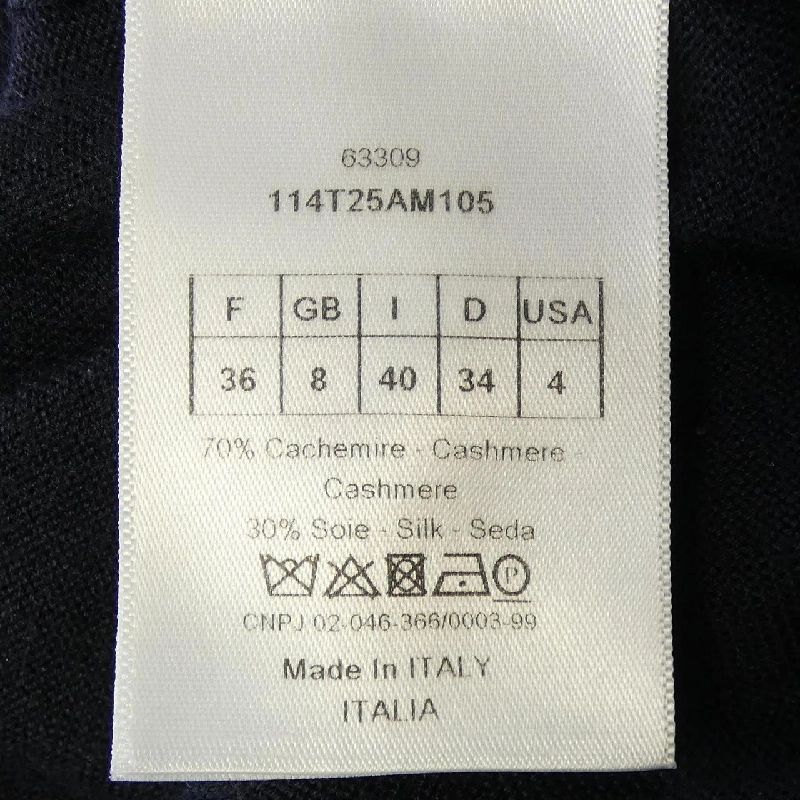 63309
114T25AM105
F GB I D USA
36 8 40 34 4
70% Cachemire - Cashmere -
Cashmere
30% Soie - Silk - Seda
P
CNPJ 02-046-366/0003-99
Made In ITALY
ITALIA